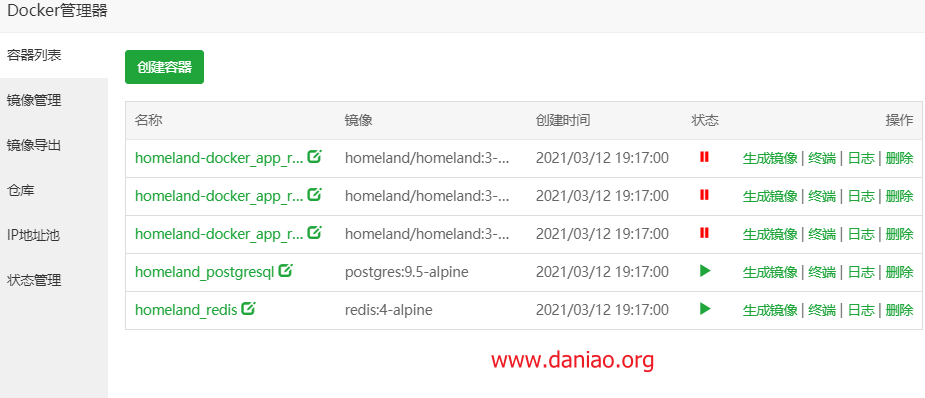 Docker管理器
容器列表
镜像管理
镜像导出
仓库
IP地址池
状态管理
创建容器
名称 镜像 创建时间 状态 操作
homeland-docker_app_r... homeland/homeland:3-... 2021/03/12 19:17:00 生成镜像 | 终端 | 日志 | 删除
homeland-docker_app_r... homeland/homeland:3-... 2021/03/12 19:17:00 生成镜像 | 终端 | 日志 | 删除
homeland-docker_app_r... homeland/homeland:3-... 2021/03/12 19:17:00 生成镜像 | 终端 | 日志 | 删除
homeland_postgresql postgres:9.5-alpine 2021/03/12 19:17:00 生成镜像 | 终端 | 日志 | 删除
homeland_redis redis:4-alpine 2021/03/12 19:17:00 生成镜像 | 终端 | 日志 | 删除
www.daniao.org